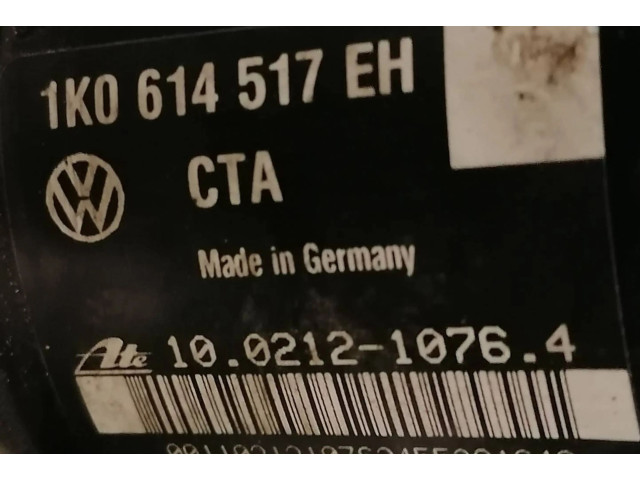 1K0 614 517 EH
CTA
Made in Germany
Ate 10.0212-1076.4